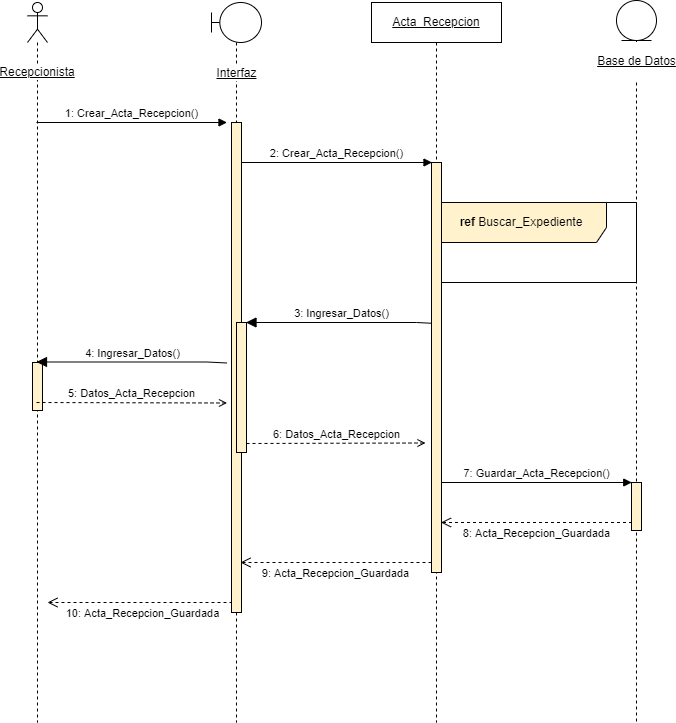 Acta_Recepcion
Recepcionista
Interfaz
Base de Datos
1: Crear_Acta_Recepcion()
2: Crear_Acta_Recepcion()
ref Buscar_Expediente
3: Ingresar_Datos()
4: Ingresar_Datos()
5: Datos_Acta_Recepcion
6: Datos_Acta_Recepcion
7: Guardar_Acta_Recepcion()
8: Acta_Recepcion_Guardada
9: Acta_Recepcion_Guardada
10: Acta_Recepcion_Guardada